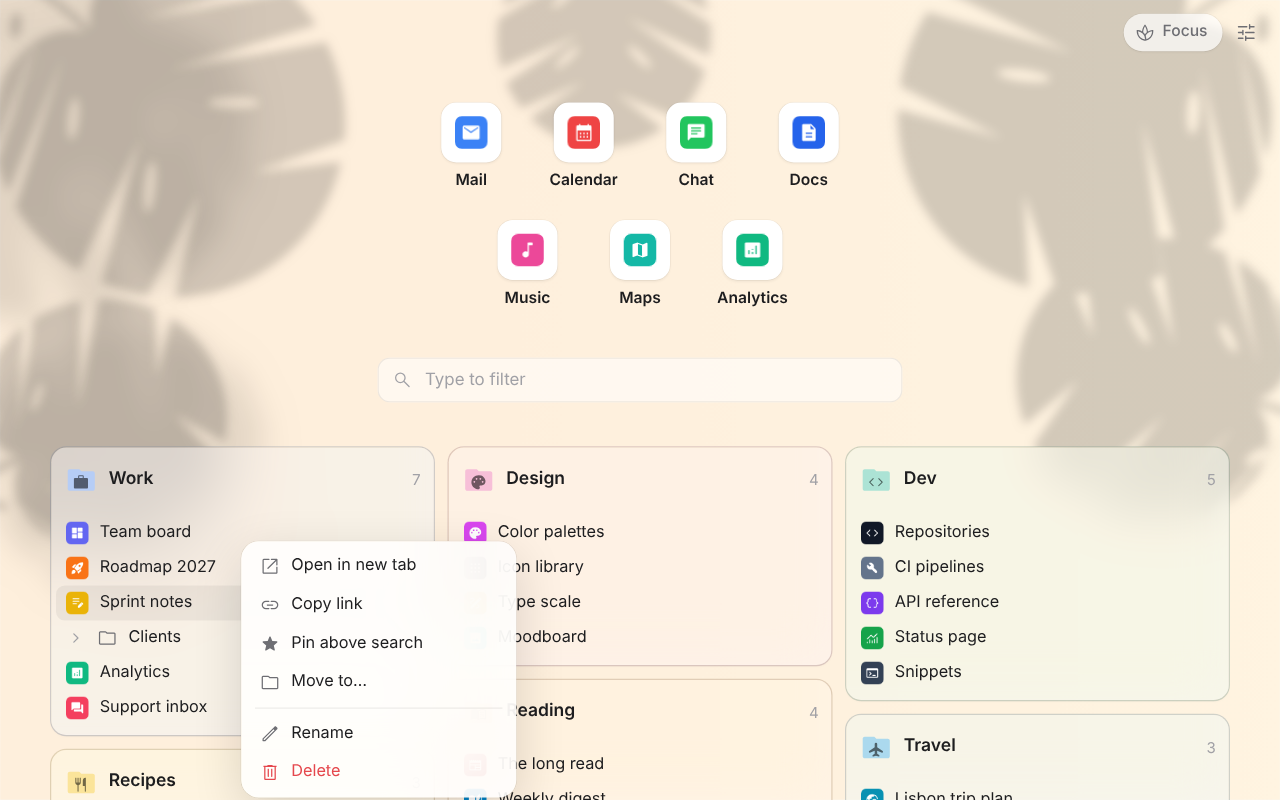 Focus
Mail
Calendar
Chat
Docs
Music
Maps
Analytics
Type to filter
Work
7
Team board
Roadmap 2027
Sprint notes
Clients
Analytics
Support inbox
Recipes
Open in new tab
Copy link
Pin above search
Move to...
Rename
Delete
Design
4
Color palettes
Icon library
Type scale
Moodboard
Reading
4
The long read
Weekly digest
Dev
5
Repositories
CI pipelines
API reference
Status page
Snippets
Travel
3
Lisbon trip plan